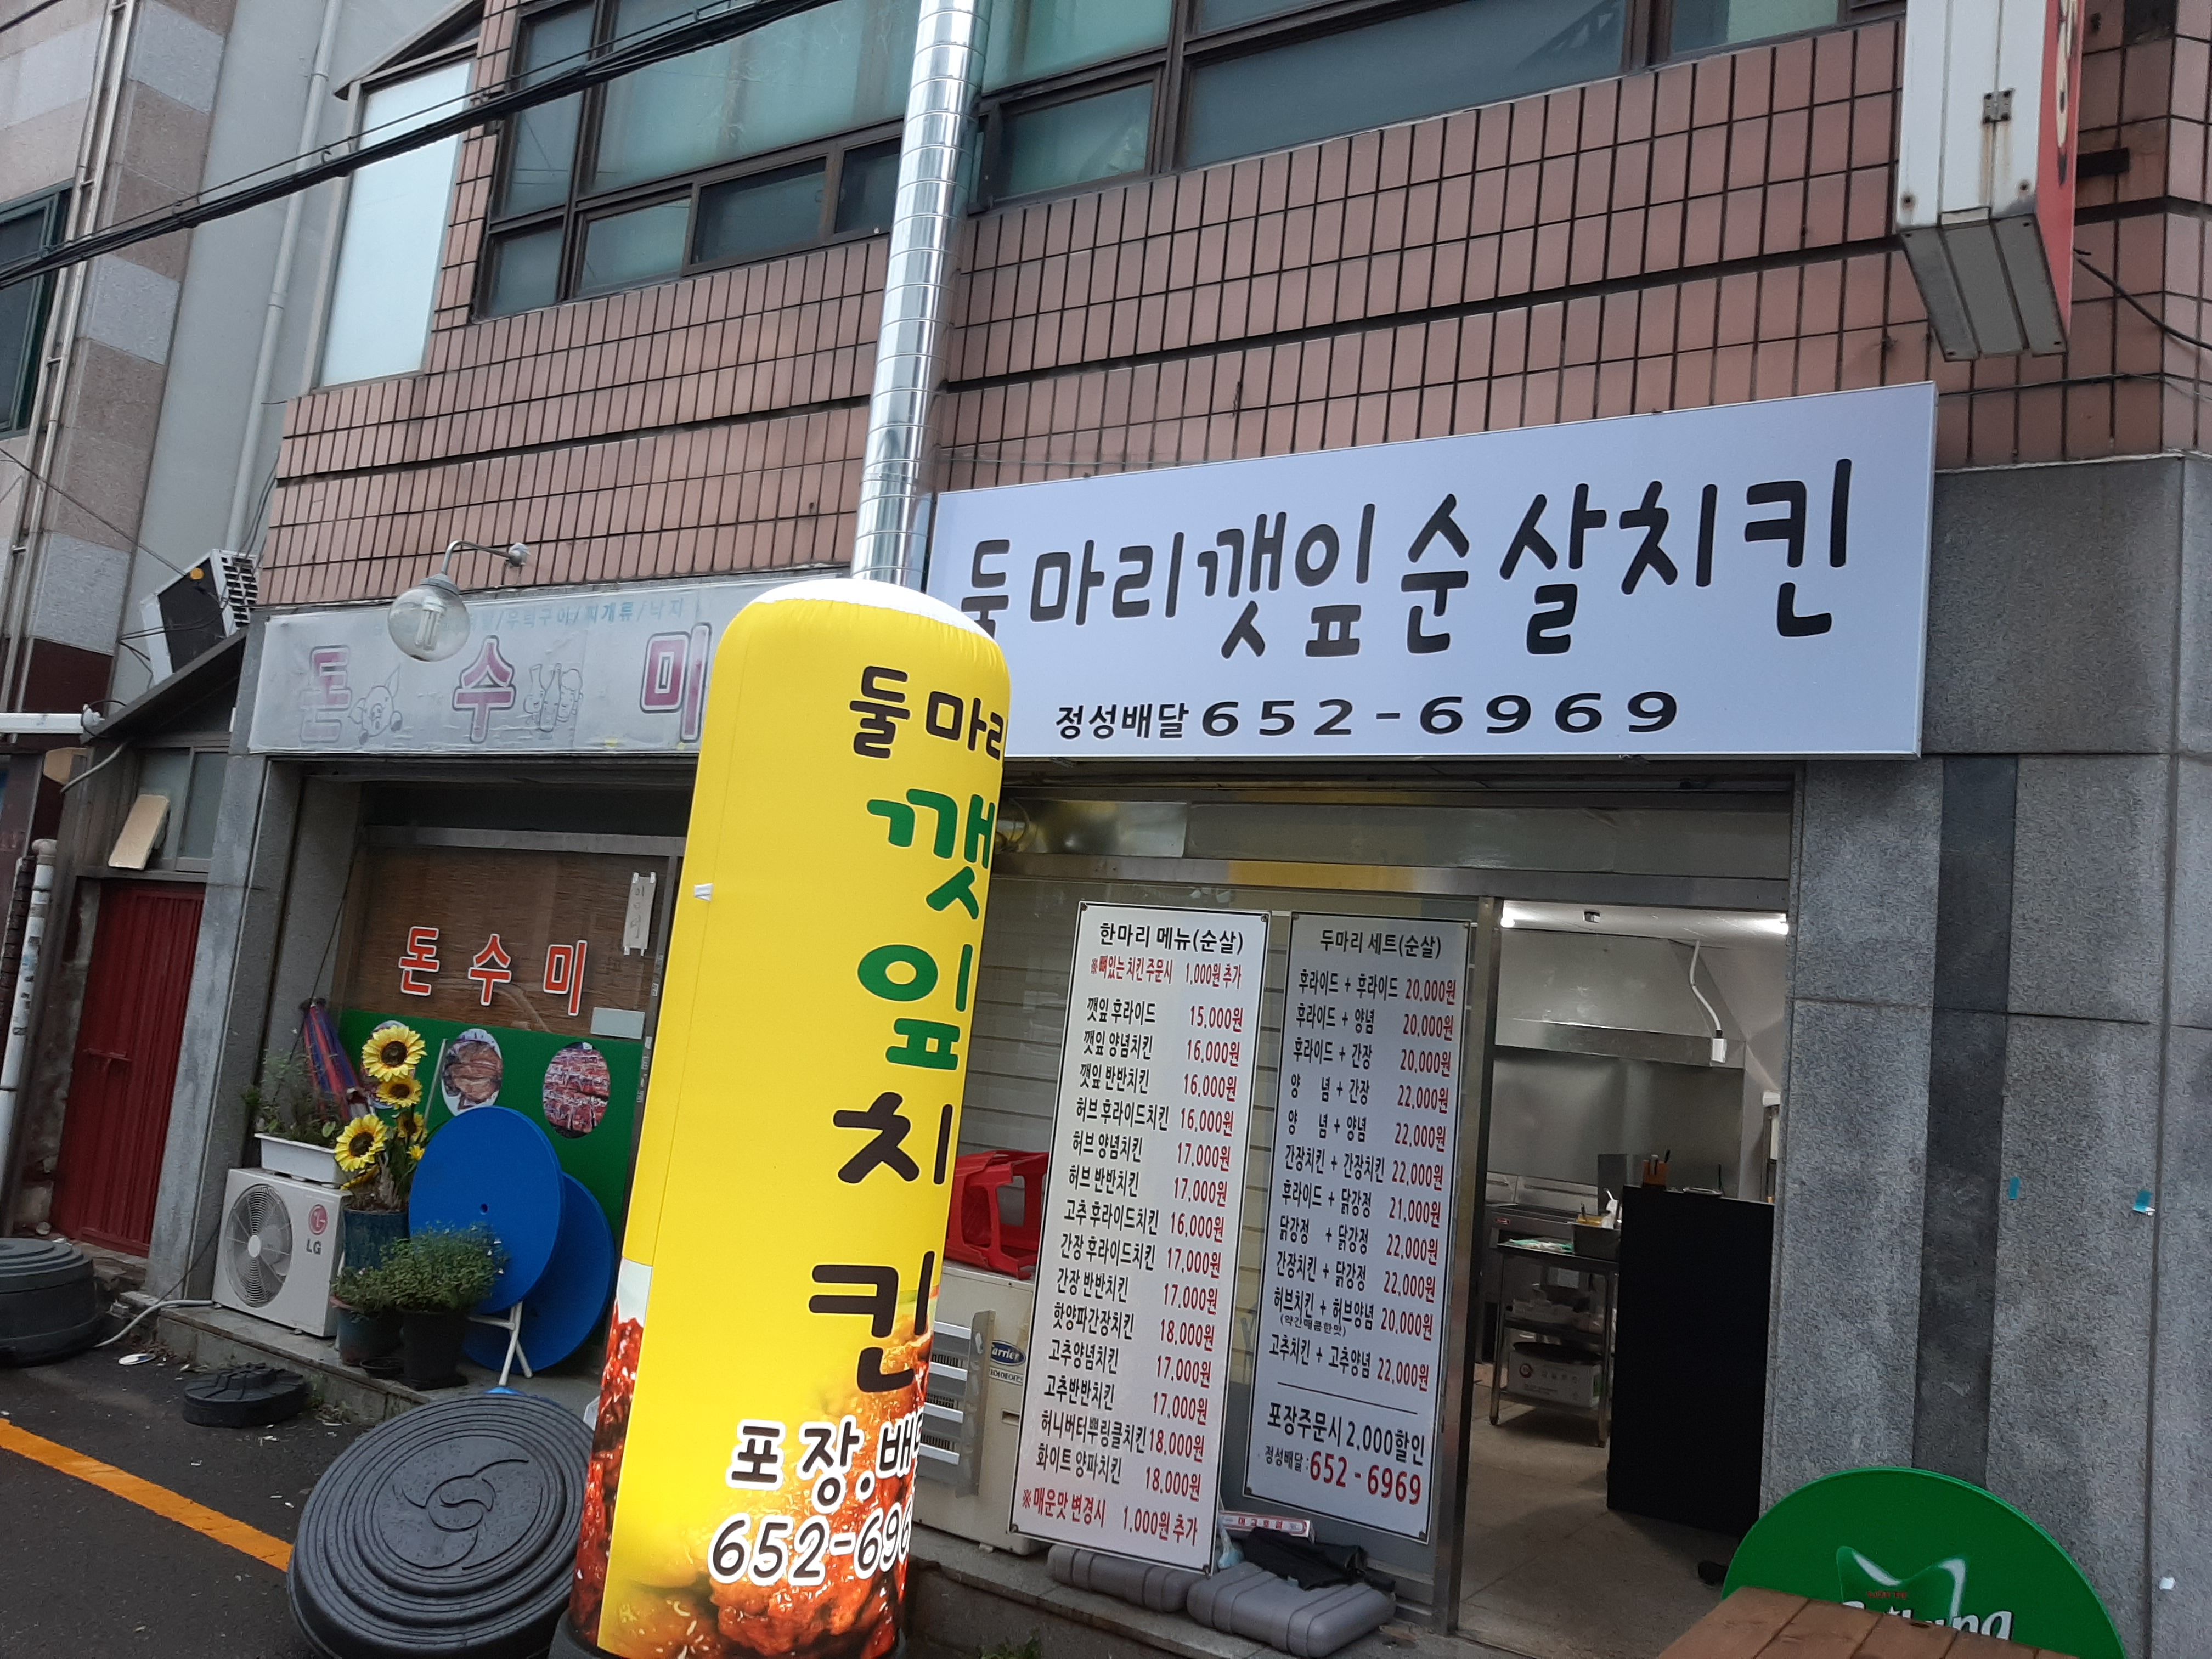 둘마리깻잎순살치킨
정성배달 652-6969
우럭구이/찌개류/낙지
돈 수 미
돈 수 미
LG
둘마리
깻
잎
치
킨
포장.배
652-696
Carrier
한마리 메뉴(순살)
※뼈있는 치킨 주문시 1,000원 추가
깻잎 후라이드 15,000원
깻잎 양념치킨 16,000원
깻잎 반반치킨 16,000원
허브 후라이드치킨 16,000원
허브 양념치킨 17,000원
허브 반반치킨 17,000원
고추 후라이드치킨 16,000원
간장 후라이드치킨 17,000원
간장 반반치킨 17,000원
핫양파간장치킨 18,000원
고추양념치킨 17,000원
고추반반치킨 17,000원
허니버터뿌링클치킨 18,000원
화이트 양파치킨 18,000원
※ 매운맛 변경시 1.000원 추가
두마리 세트(순살)
후라이드 + 후라이드 20,000원
후라이드 + 양념 20,000원
후라이드 + 간장 20,000원
양 념 + 간장 22,000원
양 념 + 양념 22,000원
간장치킨 + 간장치킨 22,000원
후라이드 + 닭강정 21,000원
닭강정 + 닭강정 22,000원
간장치킨 + 닭강정 22,000원
허브치킨 + 허브양념 20,000원
(약간매콤한맛)
고추치킨 + 고추양념 22,000원
포장주문시 2.000할인
정성배달 : 652 - 6969